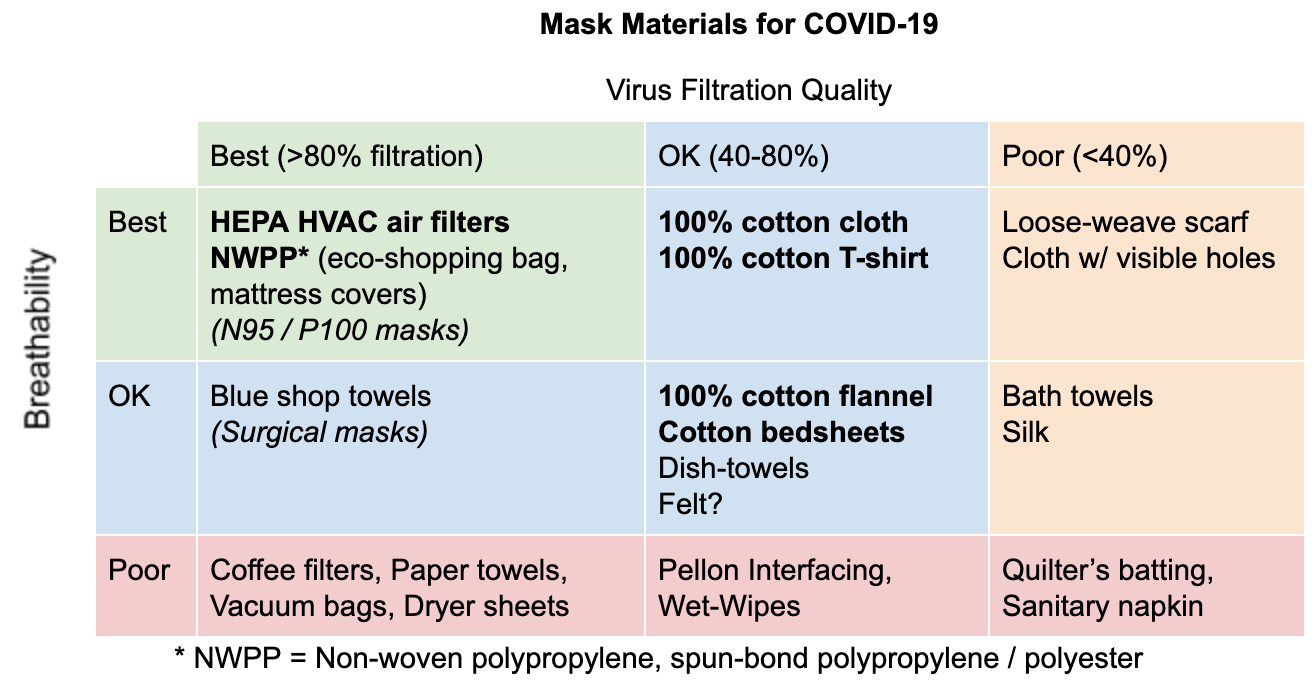 Mask Materials for COVID-19
Virus Filtration Quality
Best (>80% filtration)
OK (40-80%)
Poor (<40%)
Breathability
Best
HEPA HVAC air filters
NWPP* (eco-shopping bag,
mattress covers)
(N95 / P100 masks)
100% cotton cloth
100% cotton T-shirt
Loose-weave scarf
Cloth w/ visible holes
OK
Blue shop towels
(Surgical masks)
100% cotton flannel
Cotton bedsheets
Dish-towels
Felt?
Bath towels
Silk
Poor
Coffee filters, Paper towels,
Vacuum bags, Dryer sheets
Pellon Interfacing,
Wet-Wipes
Quilter’s batting,
Sanitary napkin
* NWPP = Non-woven polypropylene, spun-bond polypropylene / polyester